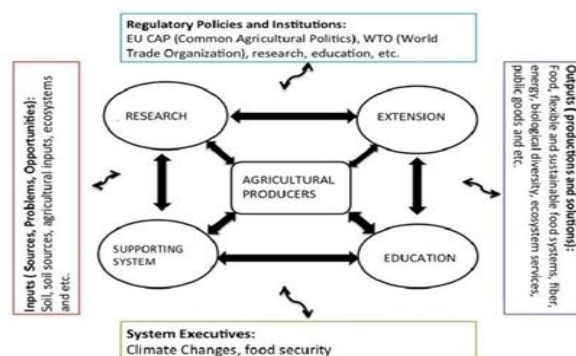 Regulatory Policies and Institutions:
EU CAP (Common Agricultural Politics), WTO (World
Trade Organization), research, education, etc.
Inputs ( Sources, Problems, Opportunities):
Soil, soil sources, agricultural inputs, ecosystems
and etc.
RESEARCH
EXTENSION
AGRICULTURAL
PRODUCERS
SUPPORTING
SYSTEM
EDUCATION
Outputs ( productions and solutions):
Food, flexible and sustainable food systems, fiber,
energy, biological diversity, ecosystem services,
public goods and etc.
System Executives:
Climate Changes, food security